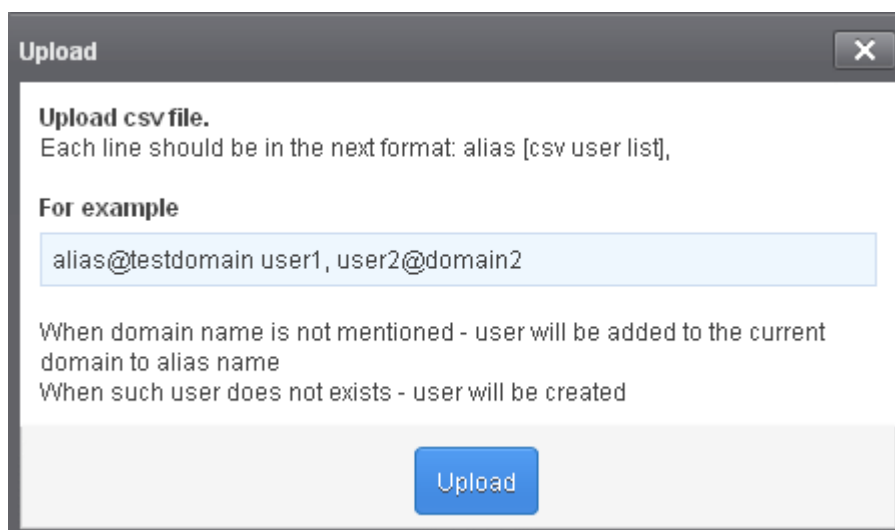 Upload
Upload csv file.
Each line should be in the next format: alias [csv user list],
For example
alias@testdomain user1, user2@domain2
When domain name is not mentioned - user will be added to the current
domain to alias name
When such user does not exists - user will be created
Upload